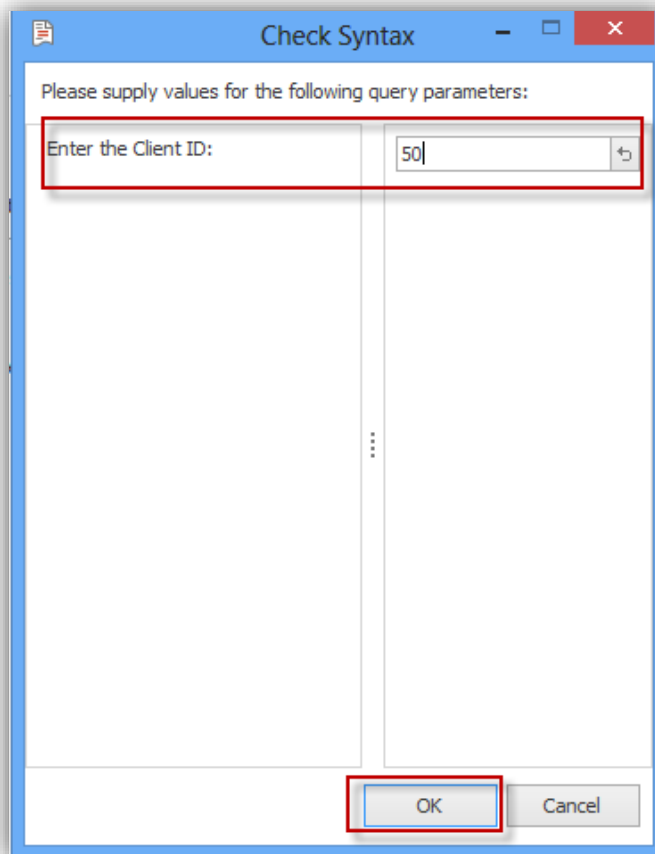 Check Syntax
Please supply values for the following query parameters:
Enter the Client ID:
50
OK
Cancel